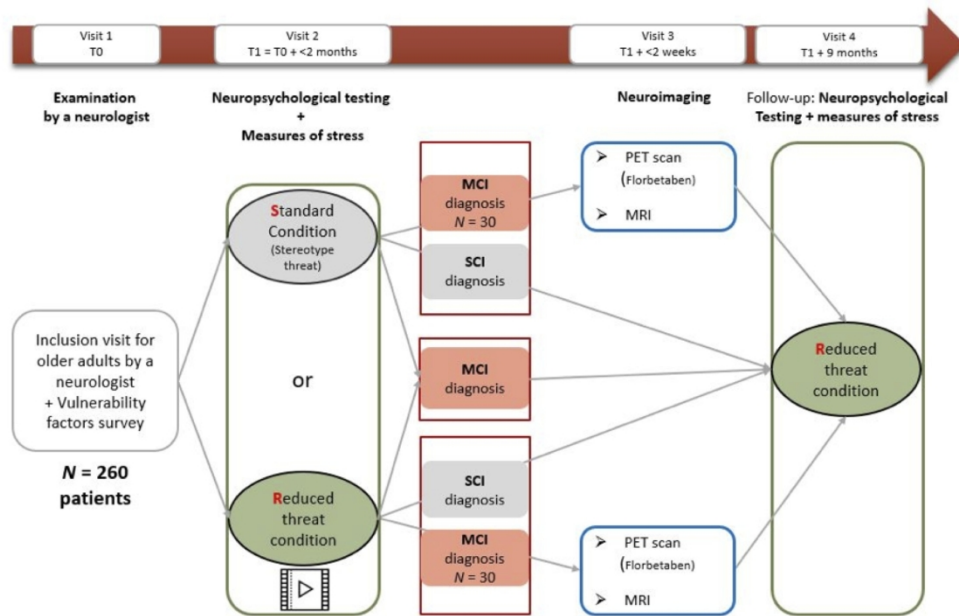 Visit 1
T0
Visit 2
T1 = T0 + <2 months
Visit 3
T1 + <2 weeks
Visit 4
T1 + 9 months
Examination
by a neurologist
Neuropsychological testing
+
Measures of stress
Neuroimaging
Follow-up: Neuropsychological
Testing + measures of stress
Standard
Condition
(Stereotype
threat)
MCI
diagnosis
N = 30
SCI
diagnosis
➢ PET scan
(Florbetaben)
➢ MRI
Inclusion visit for
older adults by a
neurologist
+ Vulnerability
factors survey
N = 260
patients
or
MCI
diagnosis
Reduced
threat
condition
Reduced
threat
condition
SCI
diagnosis
MCI
diagnosis
N = 30
➢ PET scan
(Florbetaben)
➢ MRI